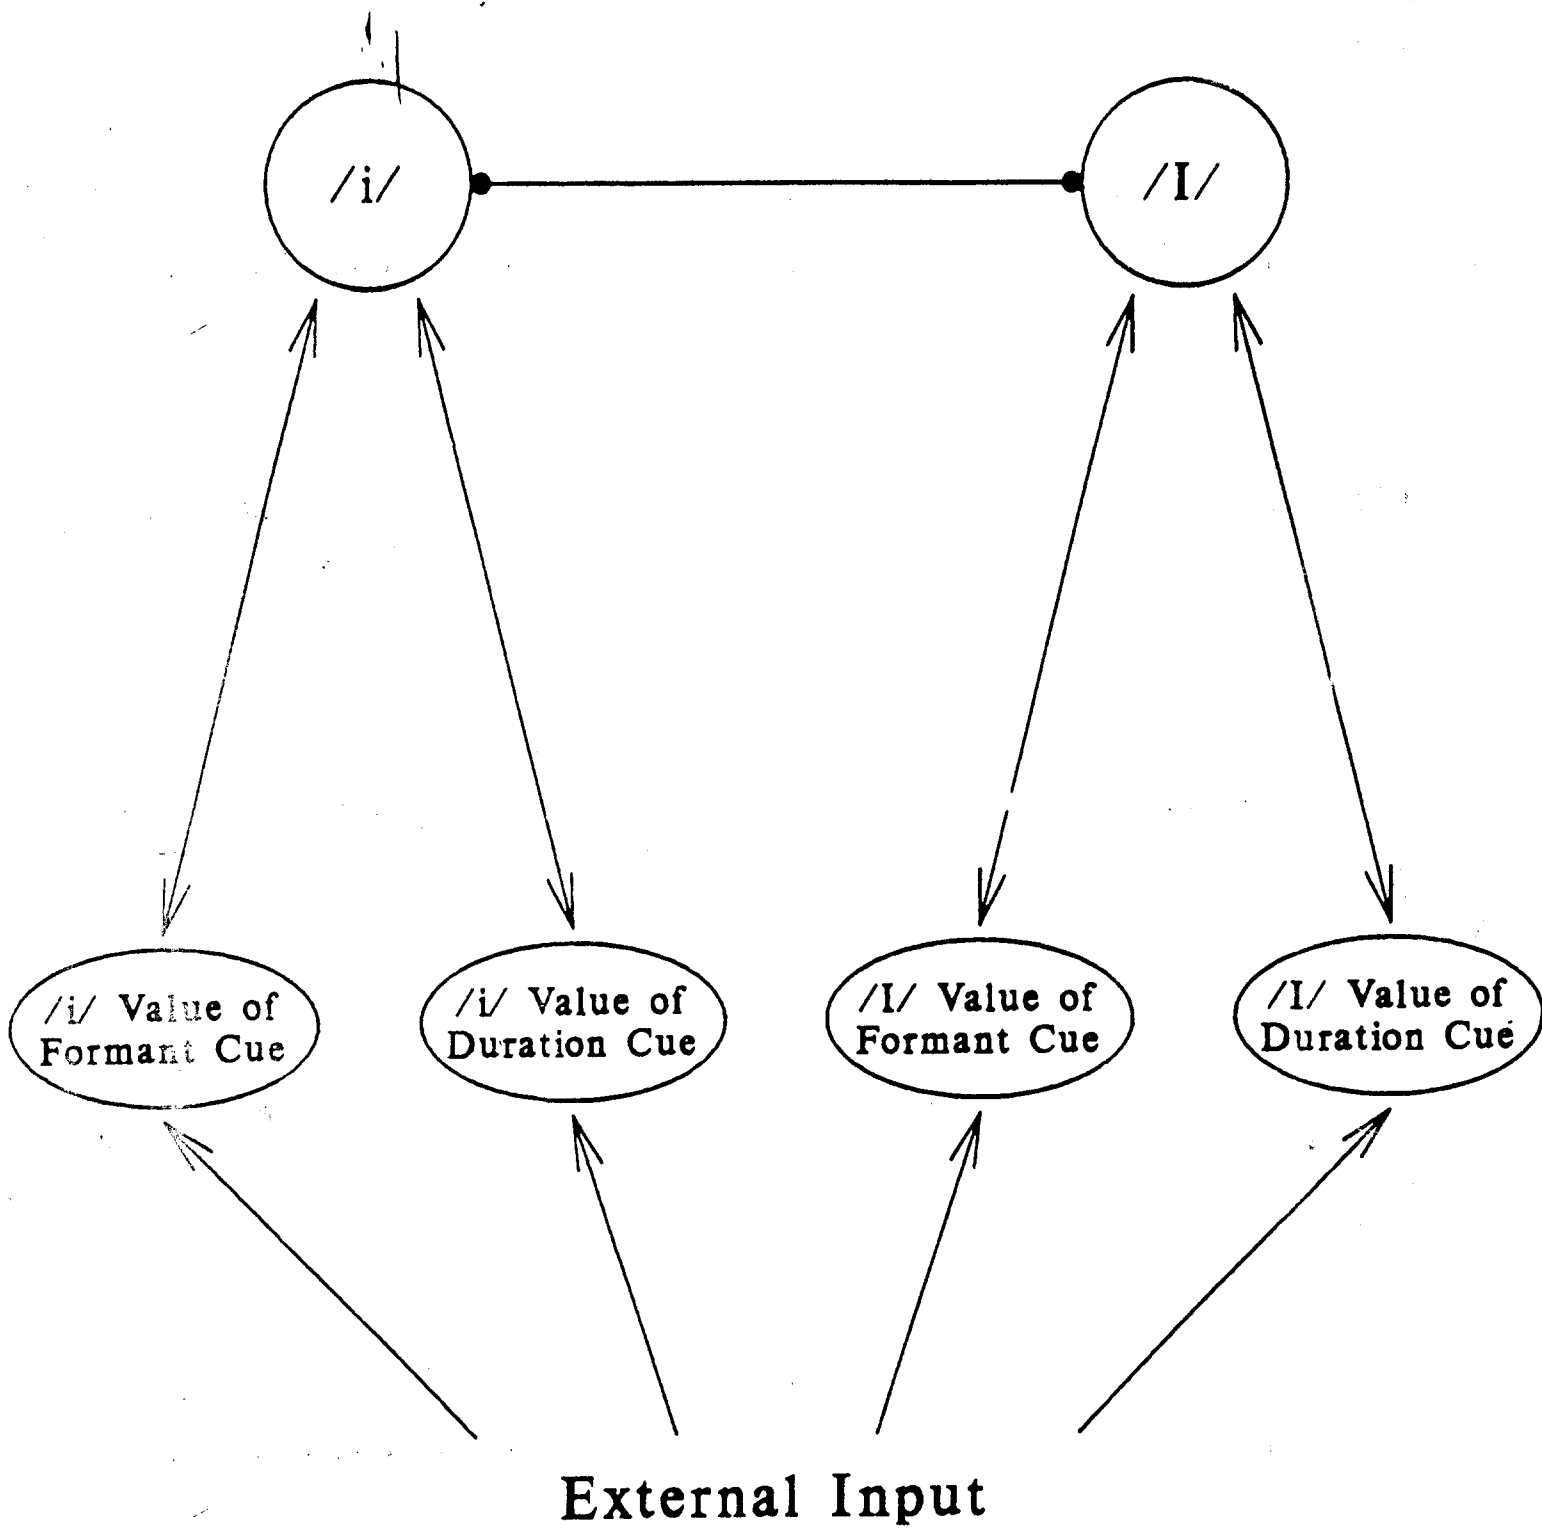 /i/
/I/
/i/ Value of
Formant Cue
/i/ Value of
Duration Cue
/I/ Value of
Formant Cue
/I/ Value of
Duration Cue
External Input